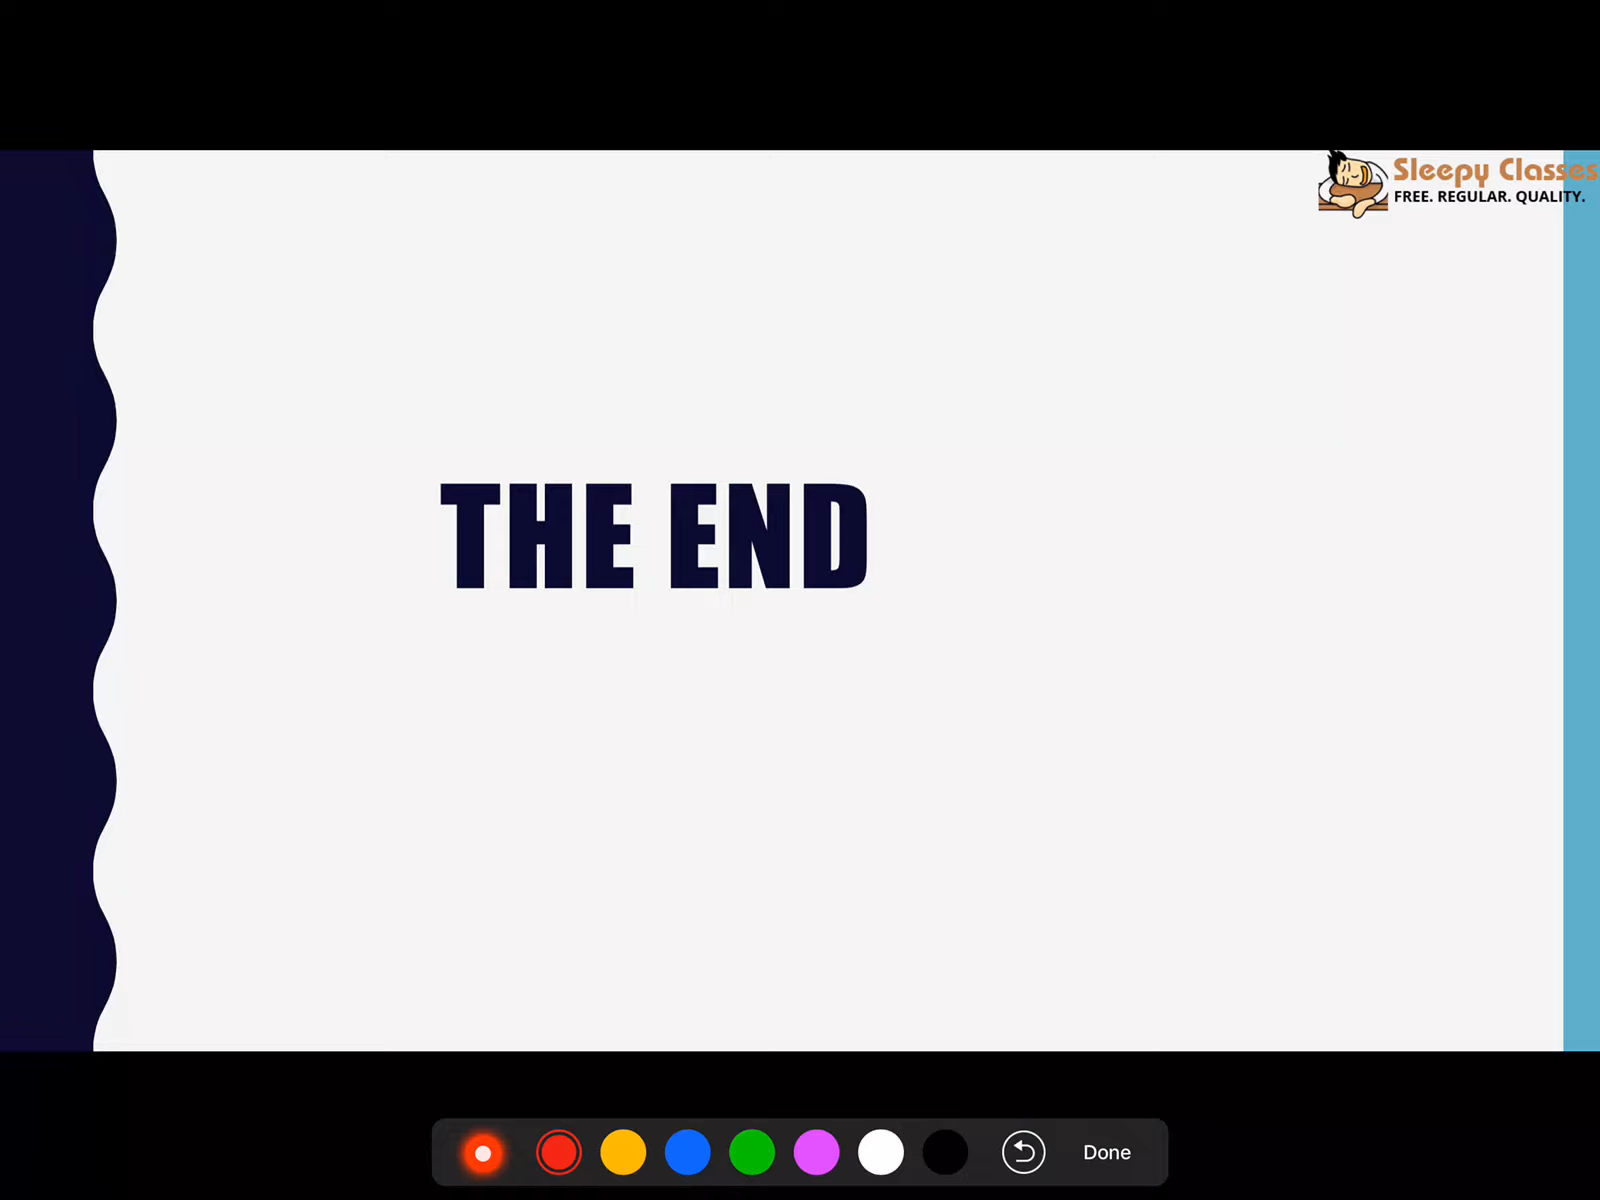 Sleepy Classes
FREE. REGULAR. QUALITY.
THE END
Done